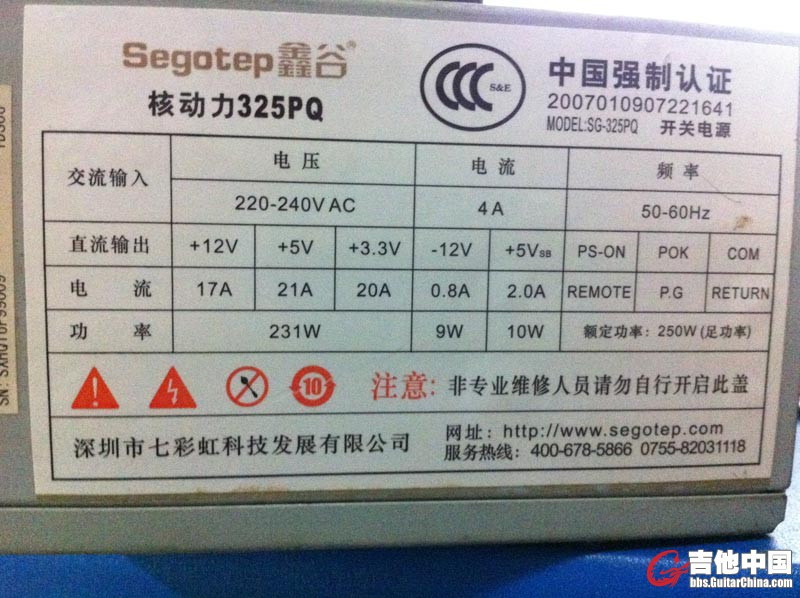 Segotep鑫谷®
核动力325PQ
CCC S&E
中国强制认证
2007010907221641
MODEL:SG-325PQ 开关电源
交流输入 电压 电流 频率
220-240V AC 4A 50-60Hz
直流输出 +12V +5V +3.3V -12V +5VSB PS-ON POK COM
电流 17A 21A 20A 0.8A 2.0A REMOTE P.G RETURN
功率 231W 9W 10W 额定功率：250W(足功率)
10 注意: 非专业维修人员请勿自行开启此盖
深圳市七彩虹科技发展有限公司
网址：http://www.segotep.com
服务热线：400-678-5866 0755-82031118
吉他中国
bbs.GuitarChina.com